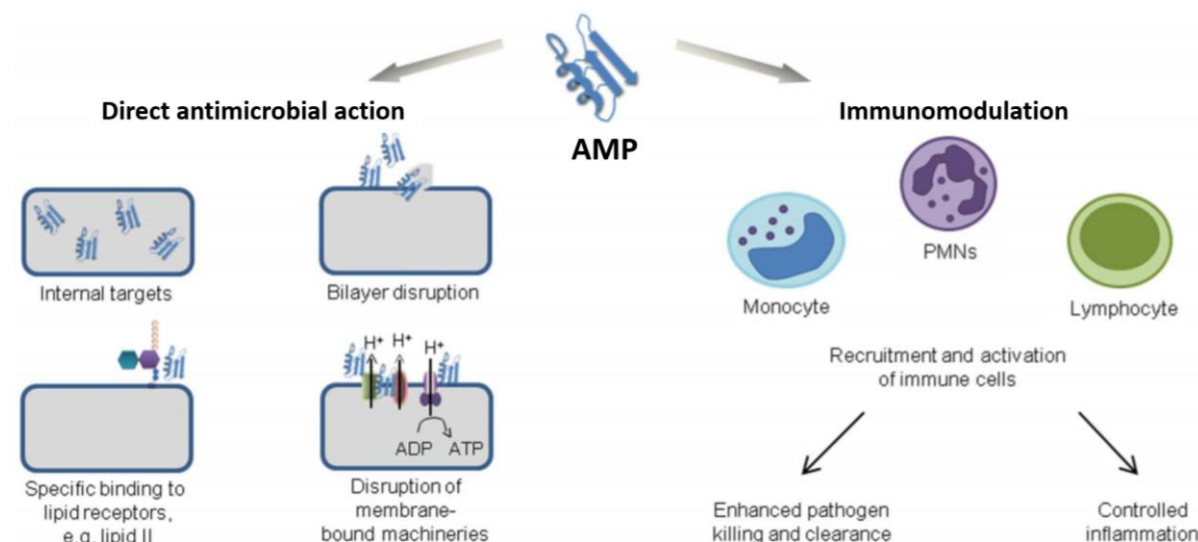 AMP
Direct antimicrobial action
Internal targets
Bilayer disruption
Specific binding to
lipid receptors,
e.g. lipid II
H+ H+ H+
ADP ATP
Disruption of
membrane-
bound machineries
Immunomodulation
PMNs
Monocyte
Lymphocyte
Recruitment and activation
of immune cells
Enhanced pathogen
killing and clearance
Controlled
inflammation